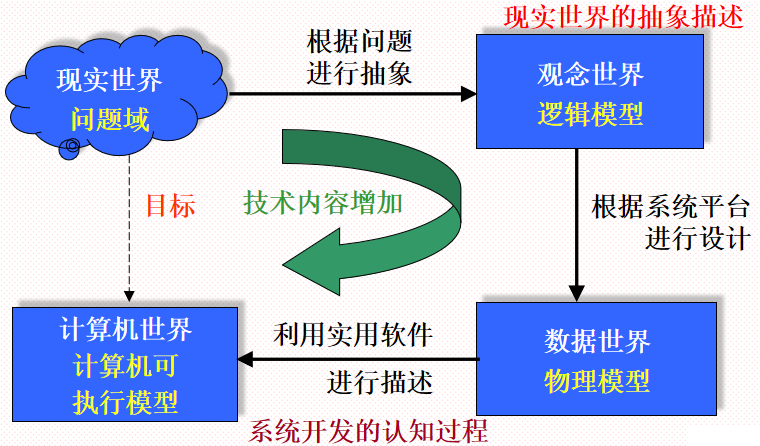 现实世界的抽象描述
现实世界
问题域
根据问题
进行抽象
观念世界
逻辑模型
目标
技术内容增加
根据系统平台
进行设计
计算机世界
计算机可
执行模型
利用实用软件
进行描述
数据世界
物理模型
系统开发的认知过程